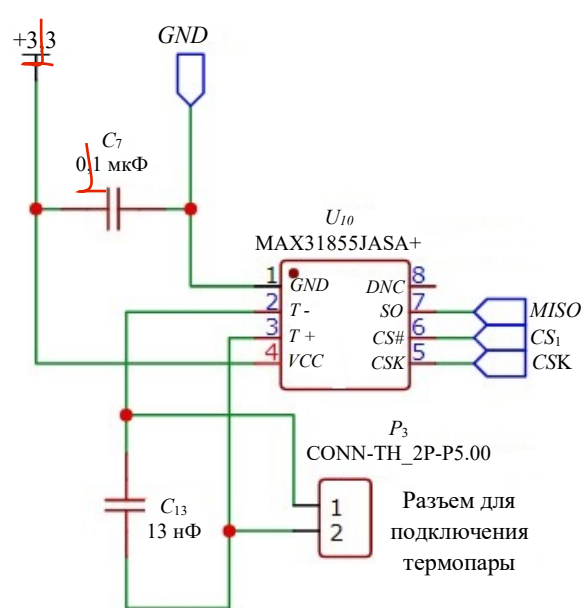 +3,3
GND
C7
0,1 мкФ
U10
MAX31855JASA+
1 GND DNC 8
2 T - SO 7 MISO
3 T + CS# 6 CS1
4 VCC CSK 5 CSK
P3
CONN-TH_2P-P5.00
C13
13 нФ
1
2
Разъем для
подключения
термопары